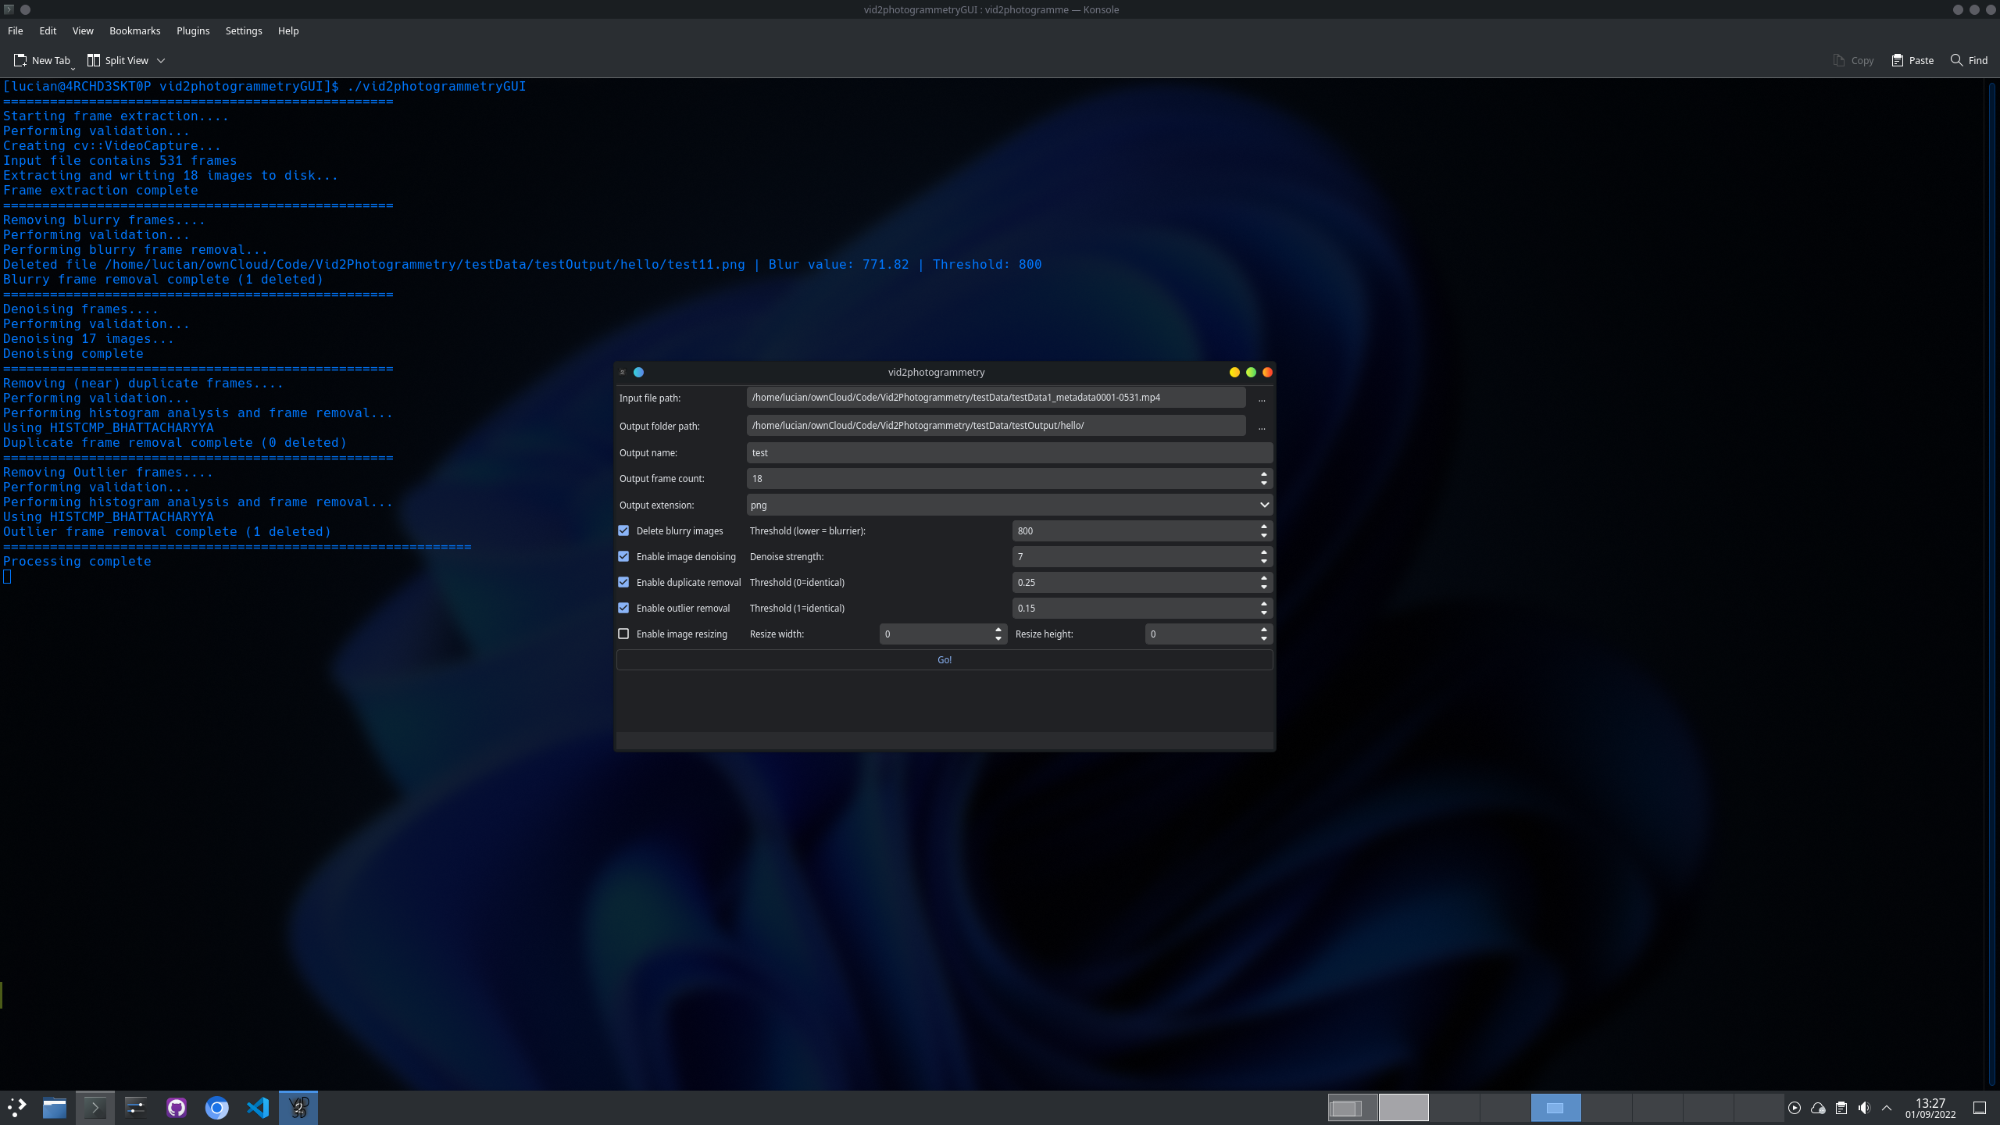 vid2photogrammetryGUI : vid2photogramme — Konsole
File Edit View Bookmarks Plugins Settings Help
New Tab Split View Copy Paste Find
[lucian@4RCHD3SKT0P vid2photogrammetryGUI]$ ./vid2photogrammetryGUI
==================================================
Starting frame extraction....
Performing validation...
Creating cv::VideoCapture...
Input file contains 531 frames
Extracting and writing 18 images to disk...
Frame extraction complete
==================================================
Removing blurry frames....
Performing validation...
Performing blurry frame removal...
Deleted file /home/lucian/ownCloud/Code/Vid2Photogrammetry/testData/testOutput/hello/test11.png | Blur value: 771.82 | Threshold: 800
Blurry frame removal complete (1 deleted)
==================================================
Denoising frames....
Performing validation...
Denoising 17 images...
Denoising complete
==================================================
Removing (near) duplicate frames....
Performing validation...
Performing histogram analysis and frame removal...
Using HISTCMP_BHATTACHARYYA
Duplicate frame removal complete (0 deleted)
==================================================
Removing Outlier frames....
Performing validation...
Performing histogram analysis and frame removal...
Using HISTCMP_BHATTACHARYYA
Outlier frame removal complete (1 deleted)
============================================================
Processing complete
vid2photogrammetry
Input file path: /home/lucian/ownCloud/Code/Vid2Photogrammetry/testData/testData1_metadata0001-0531.mp4 ...
Output folder path: /home/lucian/ownCloud/Code/Vid2Photogrammetry/testData/testOutput/hello/ ...
Output name: test
Output frame count: 18
Output extension: png
Delete blurry images Threshold (lower = blurrier): 800
Enable image denoising Denoise strength: 7
Enable duplicate removal Threshold (0=identical) 0.25
Enable outlier removal Threshold (1=identical) 0.15
Enable image resizing Resize width: 0 Resize height: 0
Go!
13:27
01/09/2022